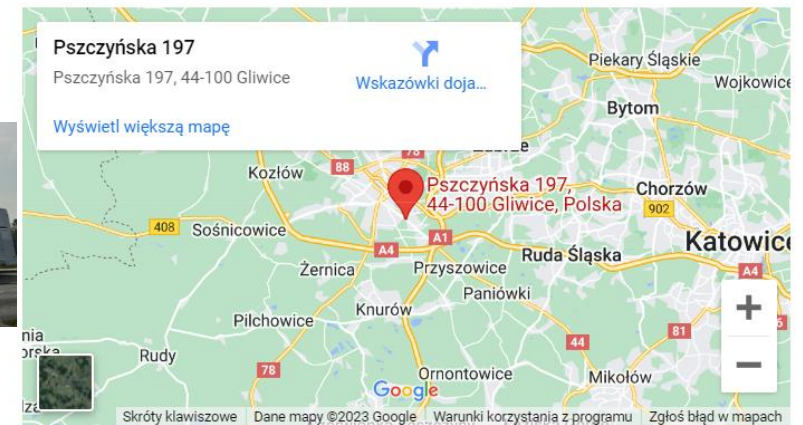 Pszczyńska 197
Pszczyńska 197, 44-100 Gliwice
Wskazówki doja...
Wyświetl większą mapę
Piekary Śląskie
Wojkowice
Bytom
78
Kozłów
88
Pszczyńska 197,
44-100 Gliwice, Polska
Chorzów
902
408
Sośnicowice
A4
A1
Ruda Śląska
Katowice
A4
Żernica
Przyszowice
Paniówki
Knurów
Pilchowice
81
44
Rudy
78
Ornontowice
Mikołów
Google
Skróty klawiszowe
Dane mapy ©2023 Google
Warunki korzystania z programu
Zgłoś błąd w mapach